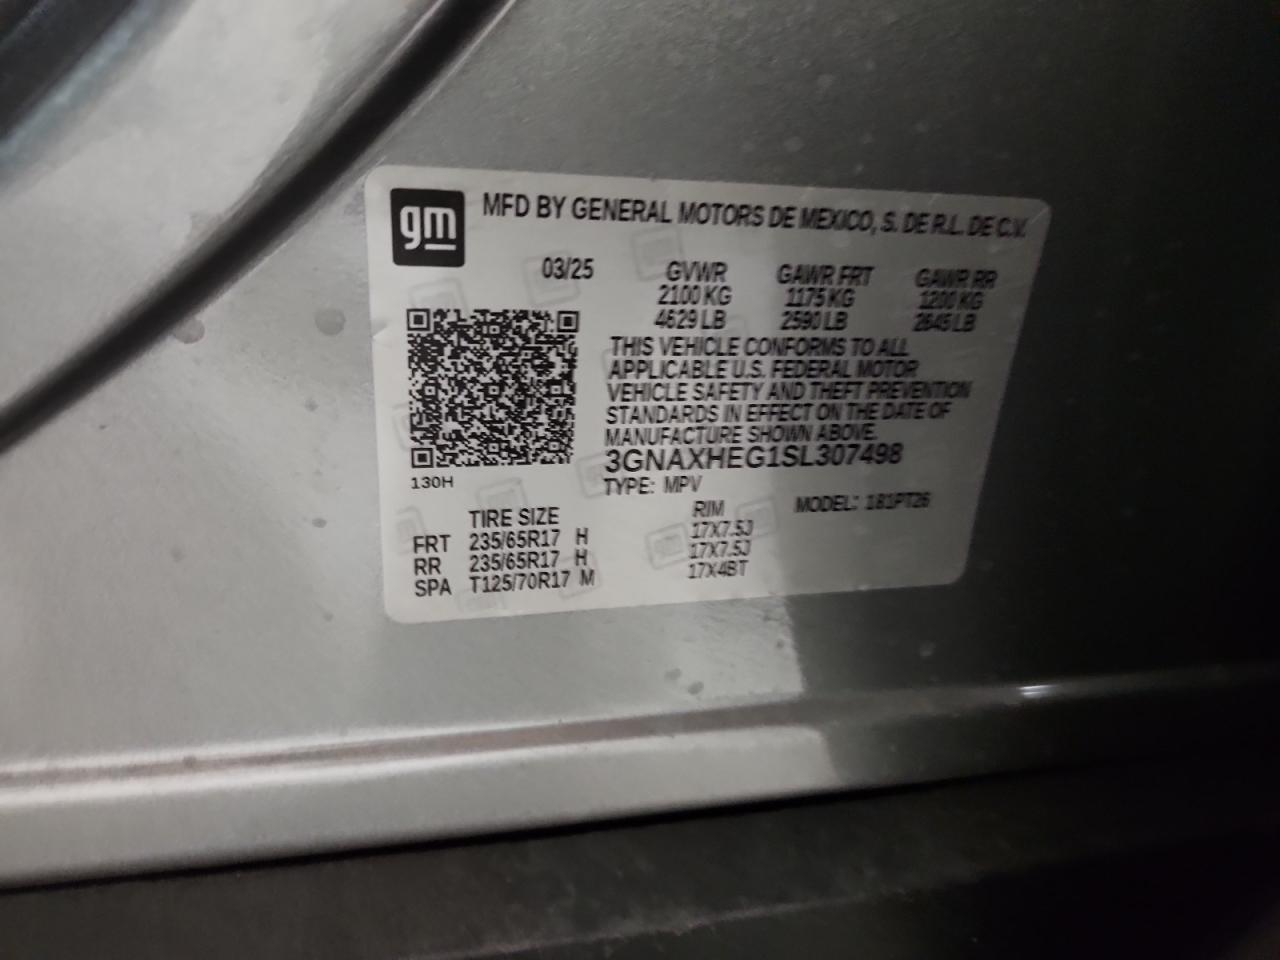 gm
MFD BY GENERAL MOTORS DE MEXICO, S. DE R.L. DE C.V.
03/25 GVWR GAWR FRT GAWR RR
2100 KG 1175 KG 1200 KG
4629 LB 2590 LB 2645 LB
THIS VEHICLE CONFORMS TO ALL
APPLICABLE U.S. FEDERAL MOTOR
VEHICLE SAFETY AND THEFT PREVENTION
STANDARDS IN EFFECT ON THE DATE OF
MANUFACTURE SHOWN ABOVE.
3GNAXHEG1SL307498
130H
TYPE: MPV MODEL: 1S1PT26
TIRE SIZE RIM
FRT 235/65R17 H 17X7.5J
RR 235/65R17 H 17X7.5J
SPA T125/70R17 M 17X4BT